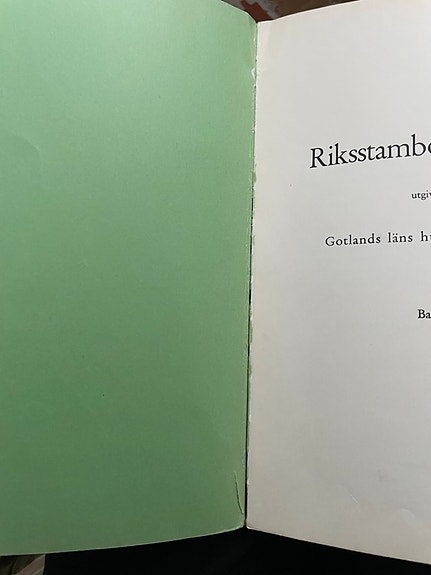 Riksstambo
utgiv
Gotlands läns hu
Ba